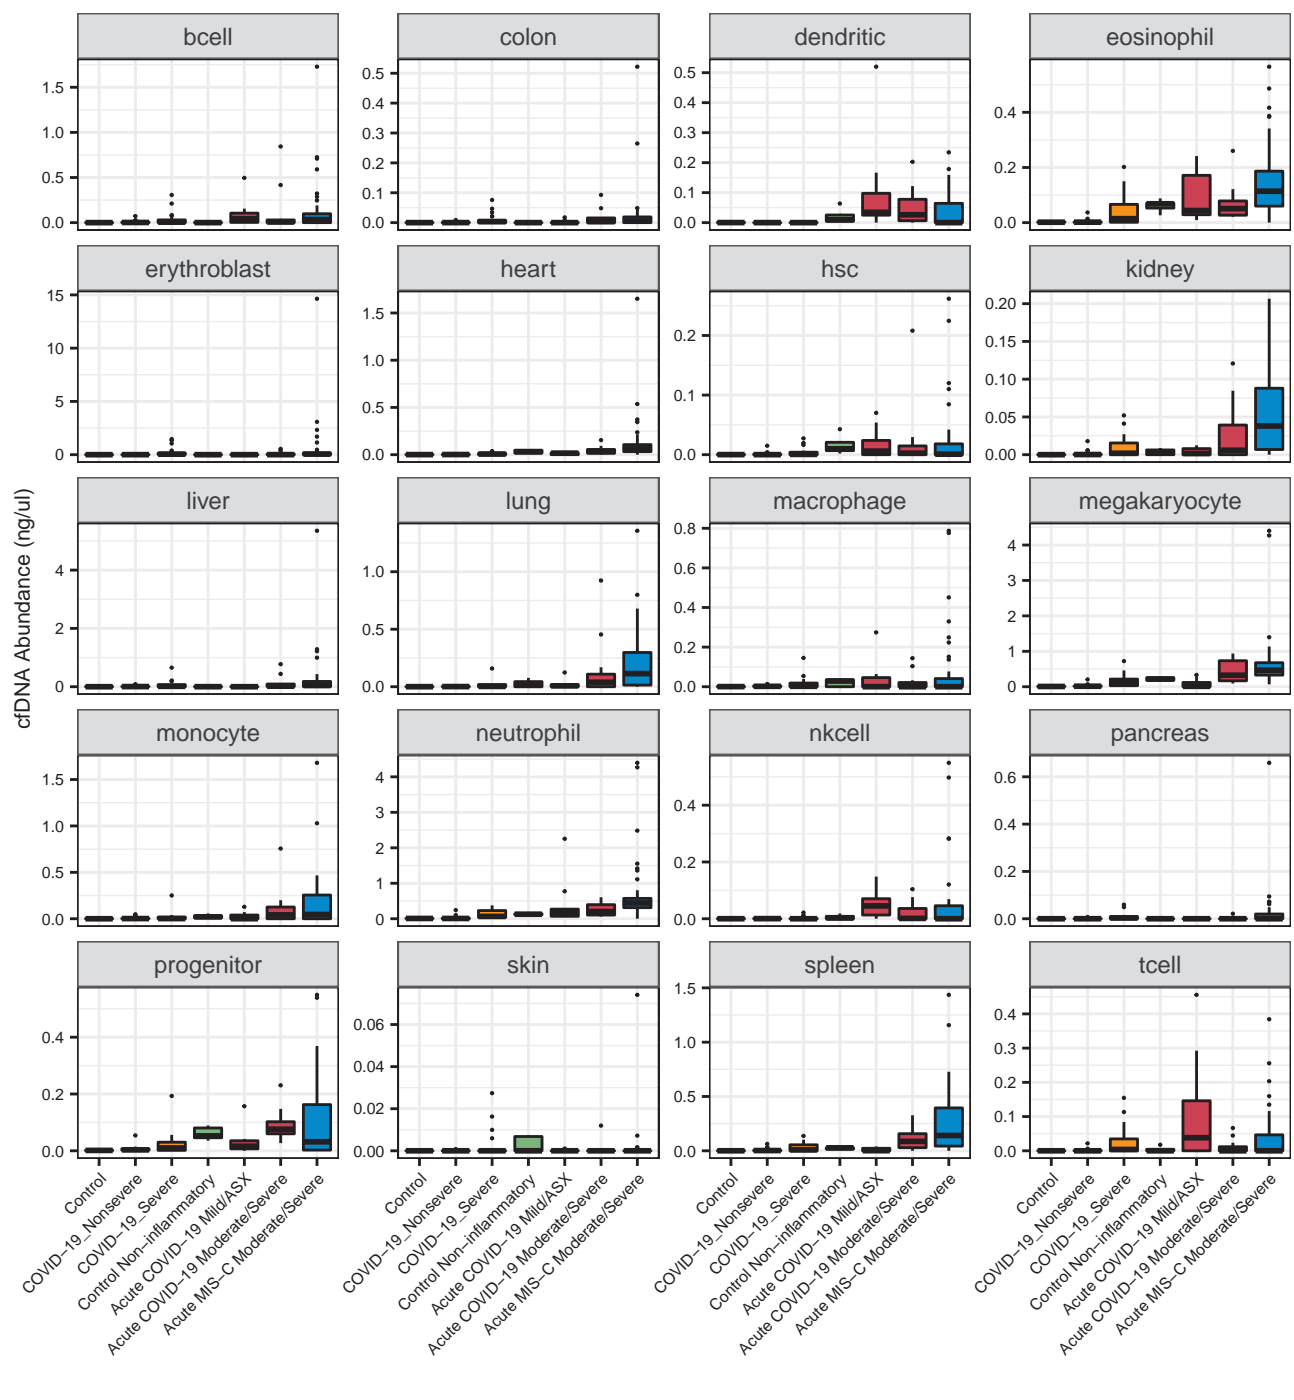 bcell
colon
dendritic
eosinophil
1.5
1.0
0.5
0.0
0.5
0.4
0.3
0.2
0.1
0.0
0.5
0.4
0.3
0.2
0.1
0.0
0.4
0.2
0.0
erythroblast
heart
hsc
kidney
15
10
5
0
1.5
1.0
0.5
0.0
0.2
0.1
0.0
0.20
0.15
0.10
0.05
0.00
cfDNA Abundance (ng/ul)
liver
lung
macrophage
megakaryocyte
4
2
0
1.0
0.5
0.0
0.8
0.6
0.4
0.2
0.0
4
3
2
1
0
monocyte
neutrophil
nkcell
pancreas
1.5
1.0
0.5
0.0
4
3
2
1
0
0.4
0.2
0.0
0.6
0.4
0.2
0.0
progenitor
skin
spleen
tcell
0.4
0.2
0.0
0.06
0.04
0.02
0.00
1.5
1.0
0.5
0.0
0.4
0.3
0.2
0.1
0.0
Control
COVID−19_Nonsevere
COVID−19_Severe
Control Non−inflammatory
Acute COVID−19 Mild/ASX
Acute COVID−19 Moderate/Severe
Acute MIS−C Moderate/Severe
Control
COVID−19_Nonsevere
COVID−19_Severe
Control Non−inflammatory
Acute COVID−19 Mild/ASX
Acute COVID−19 Moderate/Severe
Acute MIS−C Moderate/Severe
Control
COVID−19_Nonsevere
COVID−19_Severe
Control Non−inflammatory
Acute COVID−19 Mild/ASX
Acute COVID−19 Moderate/Severe
Acute MIS−C Moderate/Severe
Control
COVID−19_Nonsevere
COVID−19_Severe
Control Non−inflammatory
Acute COVID−19 Mild/ASX
Acute COVID−19 Moderate/Severe
Acute MIS−C Moderate/Severe